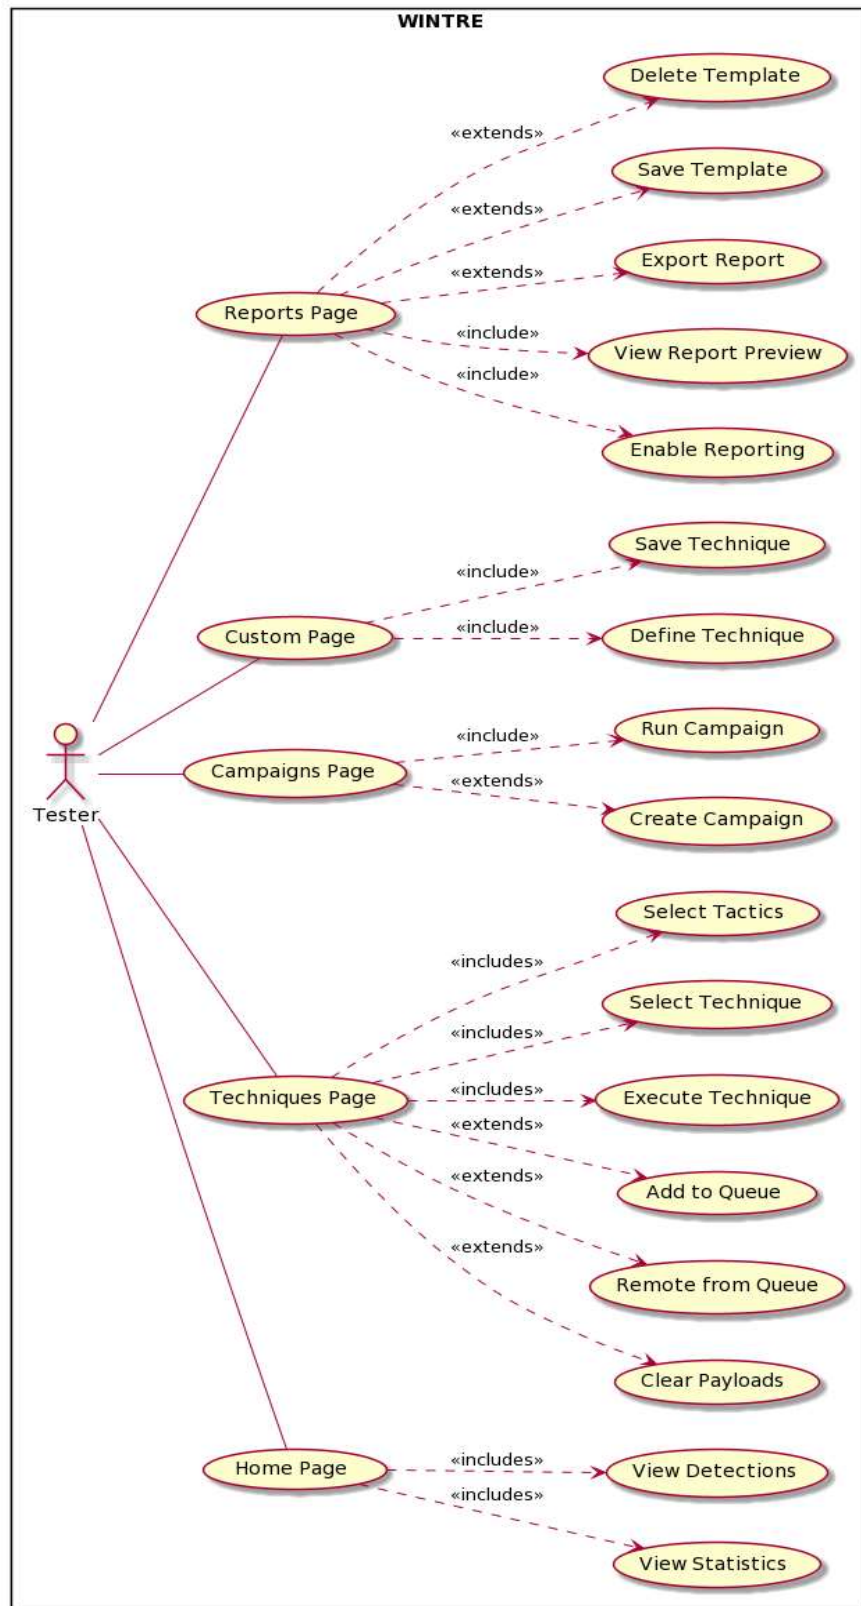 WINTRE
Delete Template
«extends»
Save Template
«extends»
Export Report
«extends»
Reports Page
«include»
View Report Preview
«include»
Enable Reporting
Save Technique
«include»
Custom Page
«include»
Define Technique
Run Campaign
«include»
Campaigns Page
«extends»
Create Campaign
Tester
Select Tactics
«includes»
Select Technique
«includes»
Techniques Page
«includes»
Execute Technique
«extends»
Add to Queue
«extends»
Remote from Queue
«extends»
Clear Payloads
Home Page
«includes»
View Detections
«includes»
View Statistics